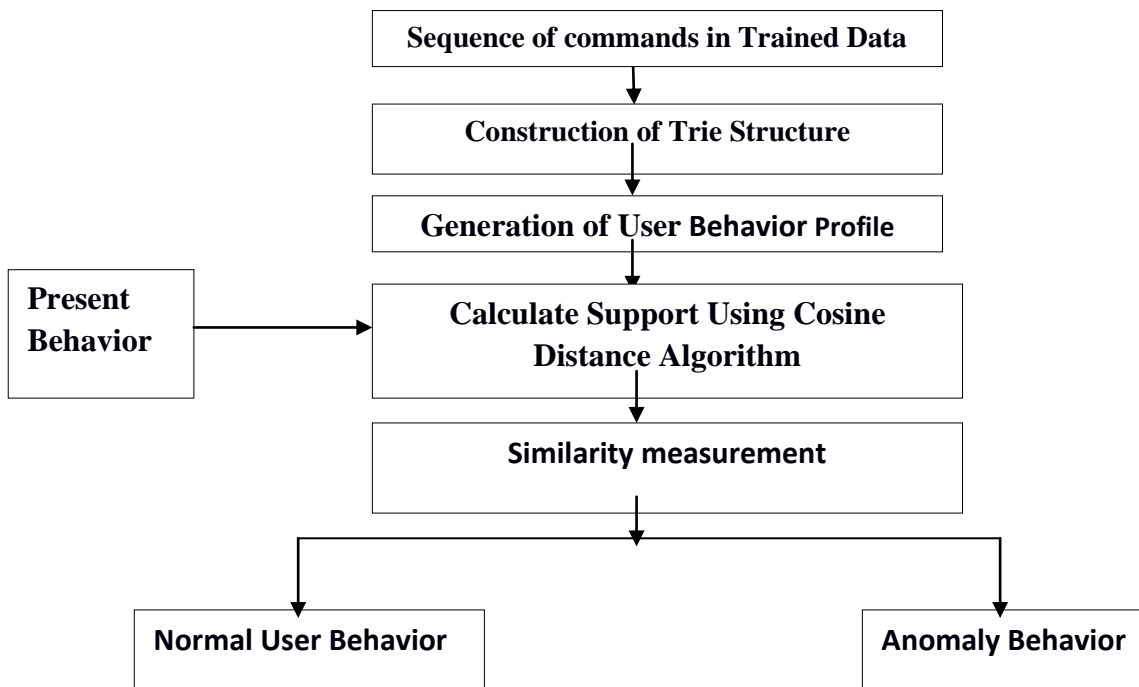 Sequence of commands in Trained Data
Construction of Trie Structure
Generation of User Behavior Profile
Present
Behavior
Calculate Support Using Cosine
Distance Algorithm
Similarity measurement
Normal User Behavior
Anomaly Behavior